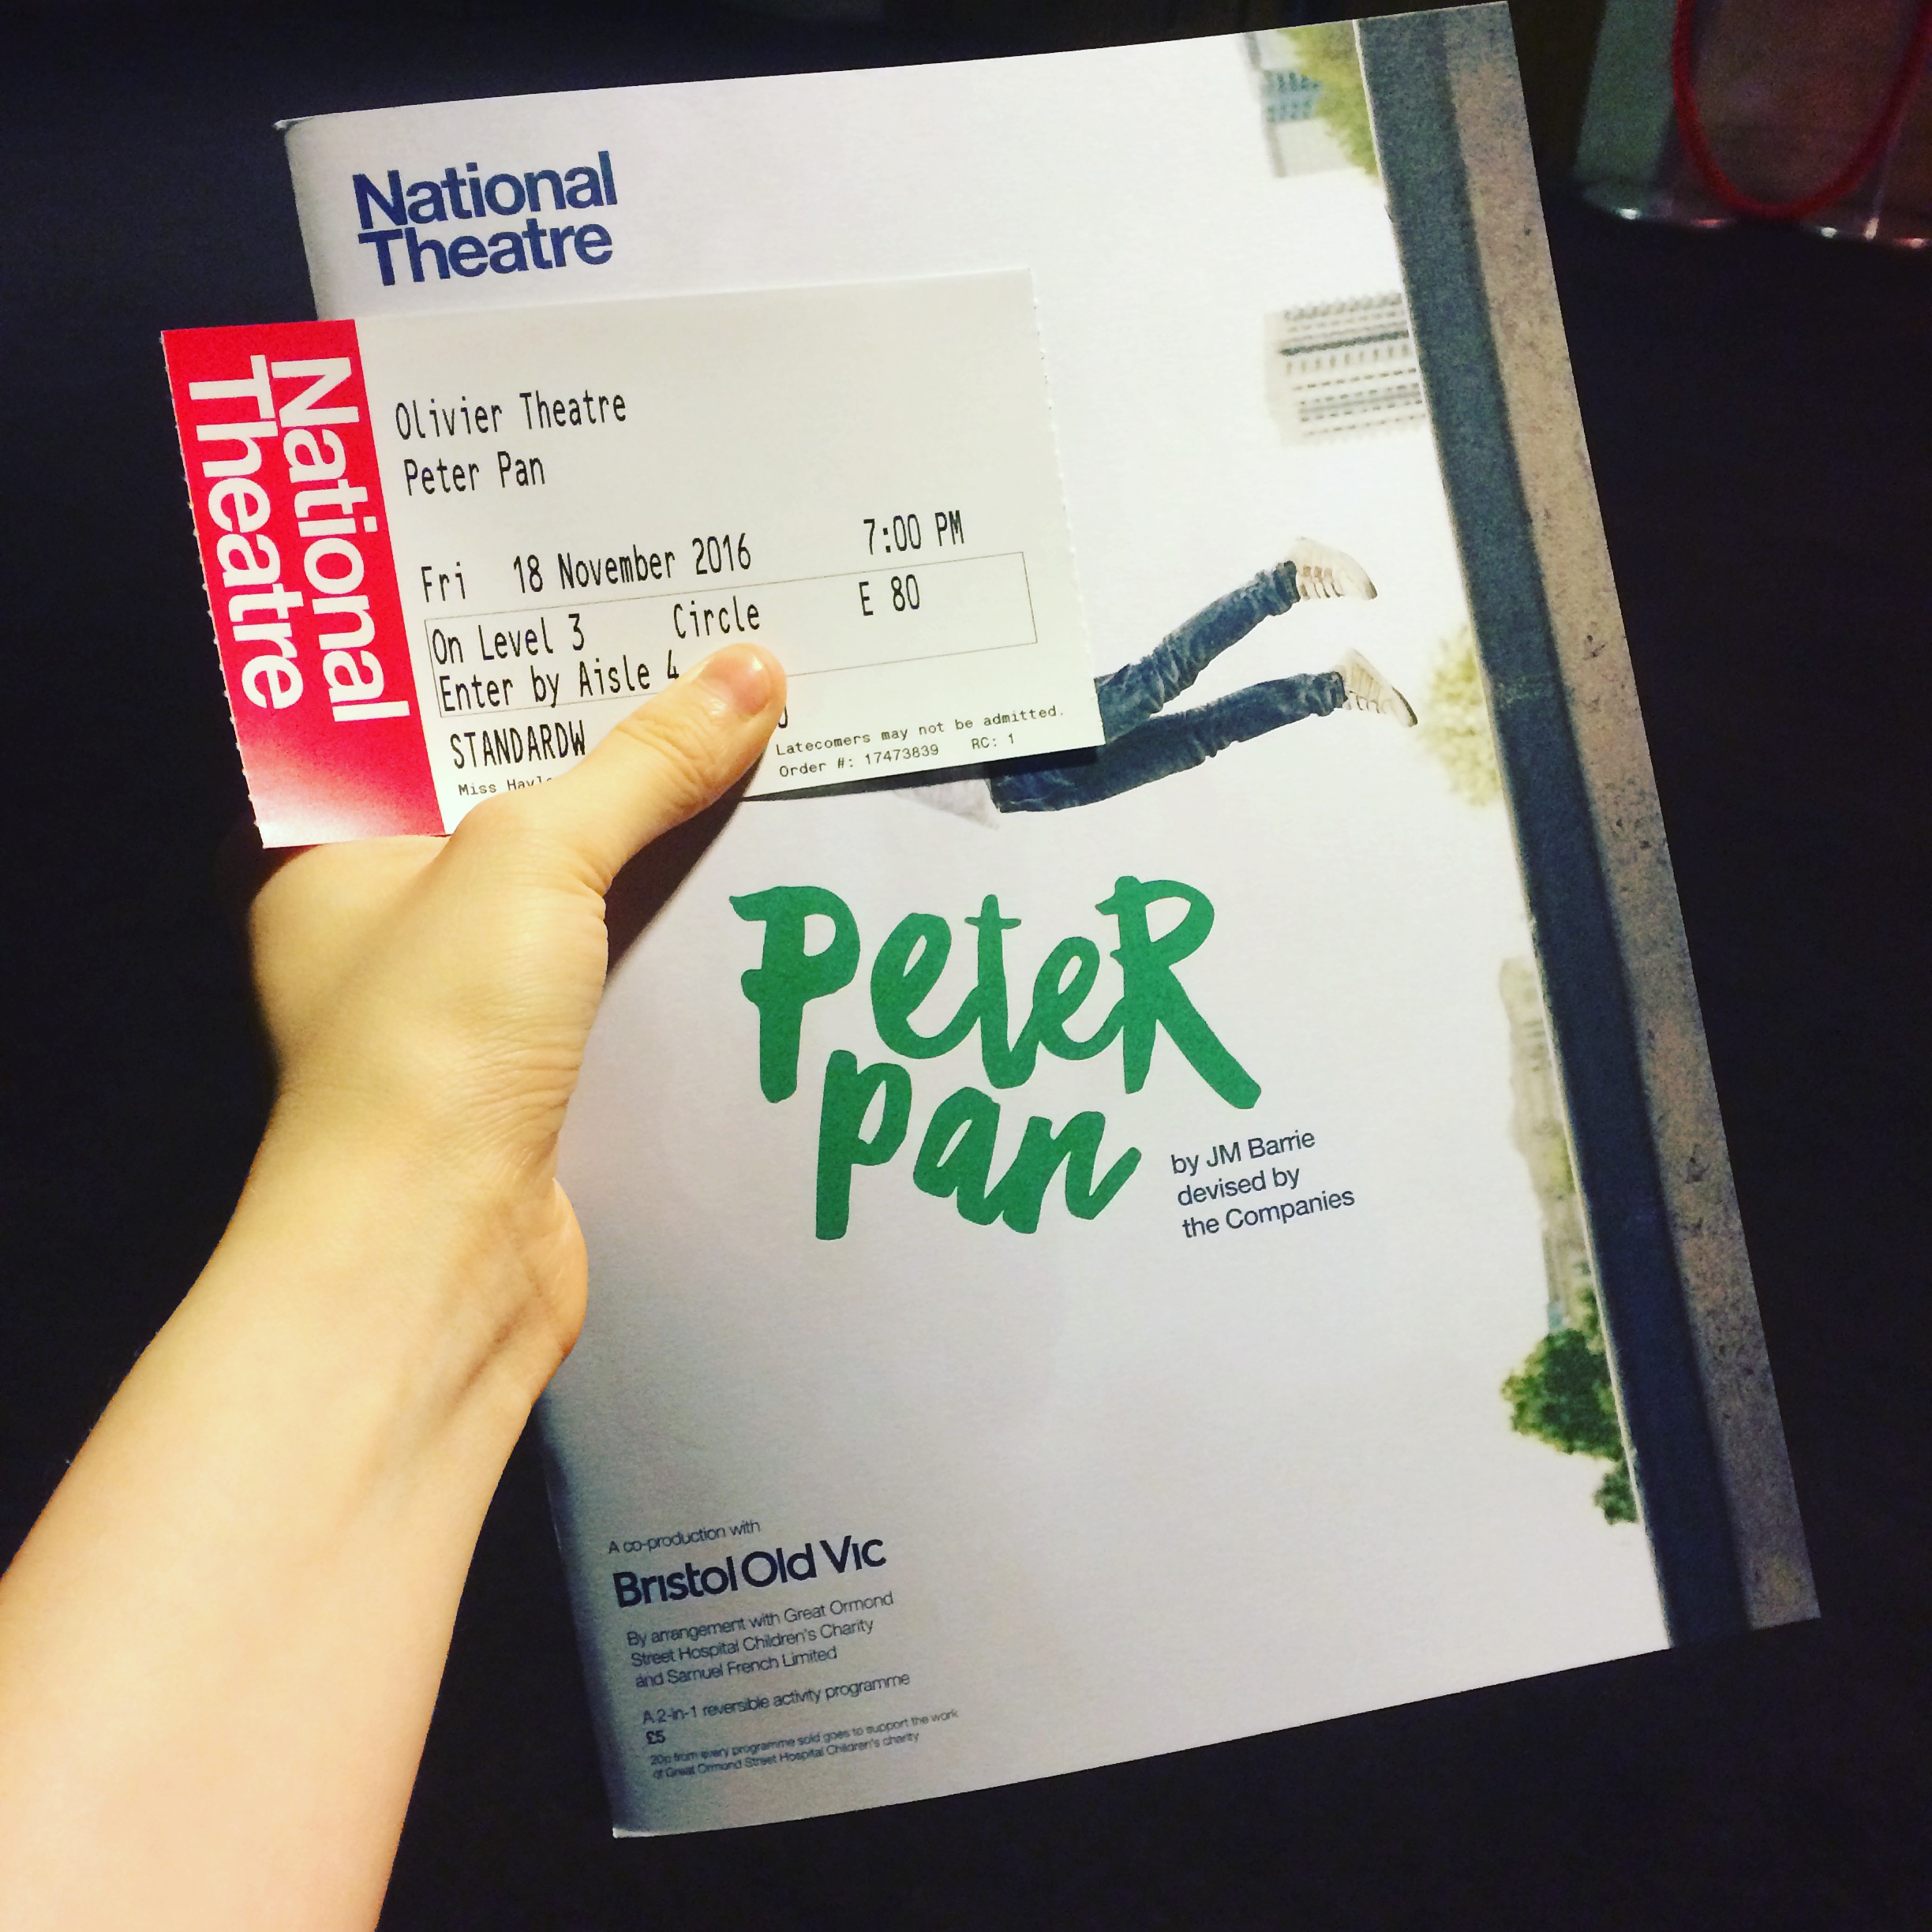 National
Theatre
National
Theatre
Olivier Theatre
Peter Pan
Fri 18 November 2016 7:00 PM
On Level 3 Circle E 80
Enter by Aisle 4
STANDARDW
Latecomers may not be admitted.
Miss
Order #: 17473839 RC: 1
PeteR
pan
by JM Barrie
devised by
the Companies
A co-production with
Bristol Old Vic
By arrangement with Great Ormond
Street Hospital Children's Charity
and Samuel French Limited
A 2-in-1 reversible activity programme
£5
20p from every programme sold goes to support the work
of Great Ormond Street Hospital Children's charity